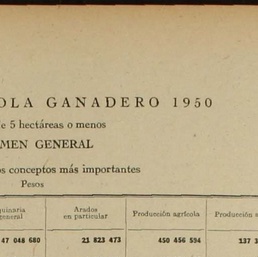 OLA GANADERO 1950
e 5 hectáreas o menos
MEN GENERAL
os conceptos más importantes
Pesos
quinaria general
Arados en particular
Producción agrícola
Producción
47 048 680
21 823 473
450 456 594
137 3